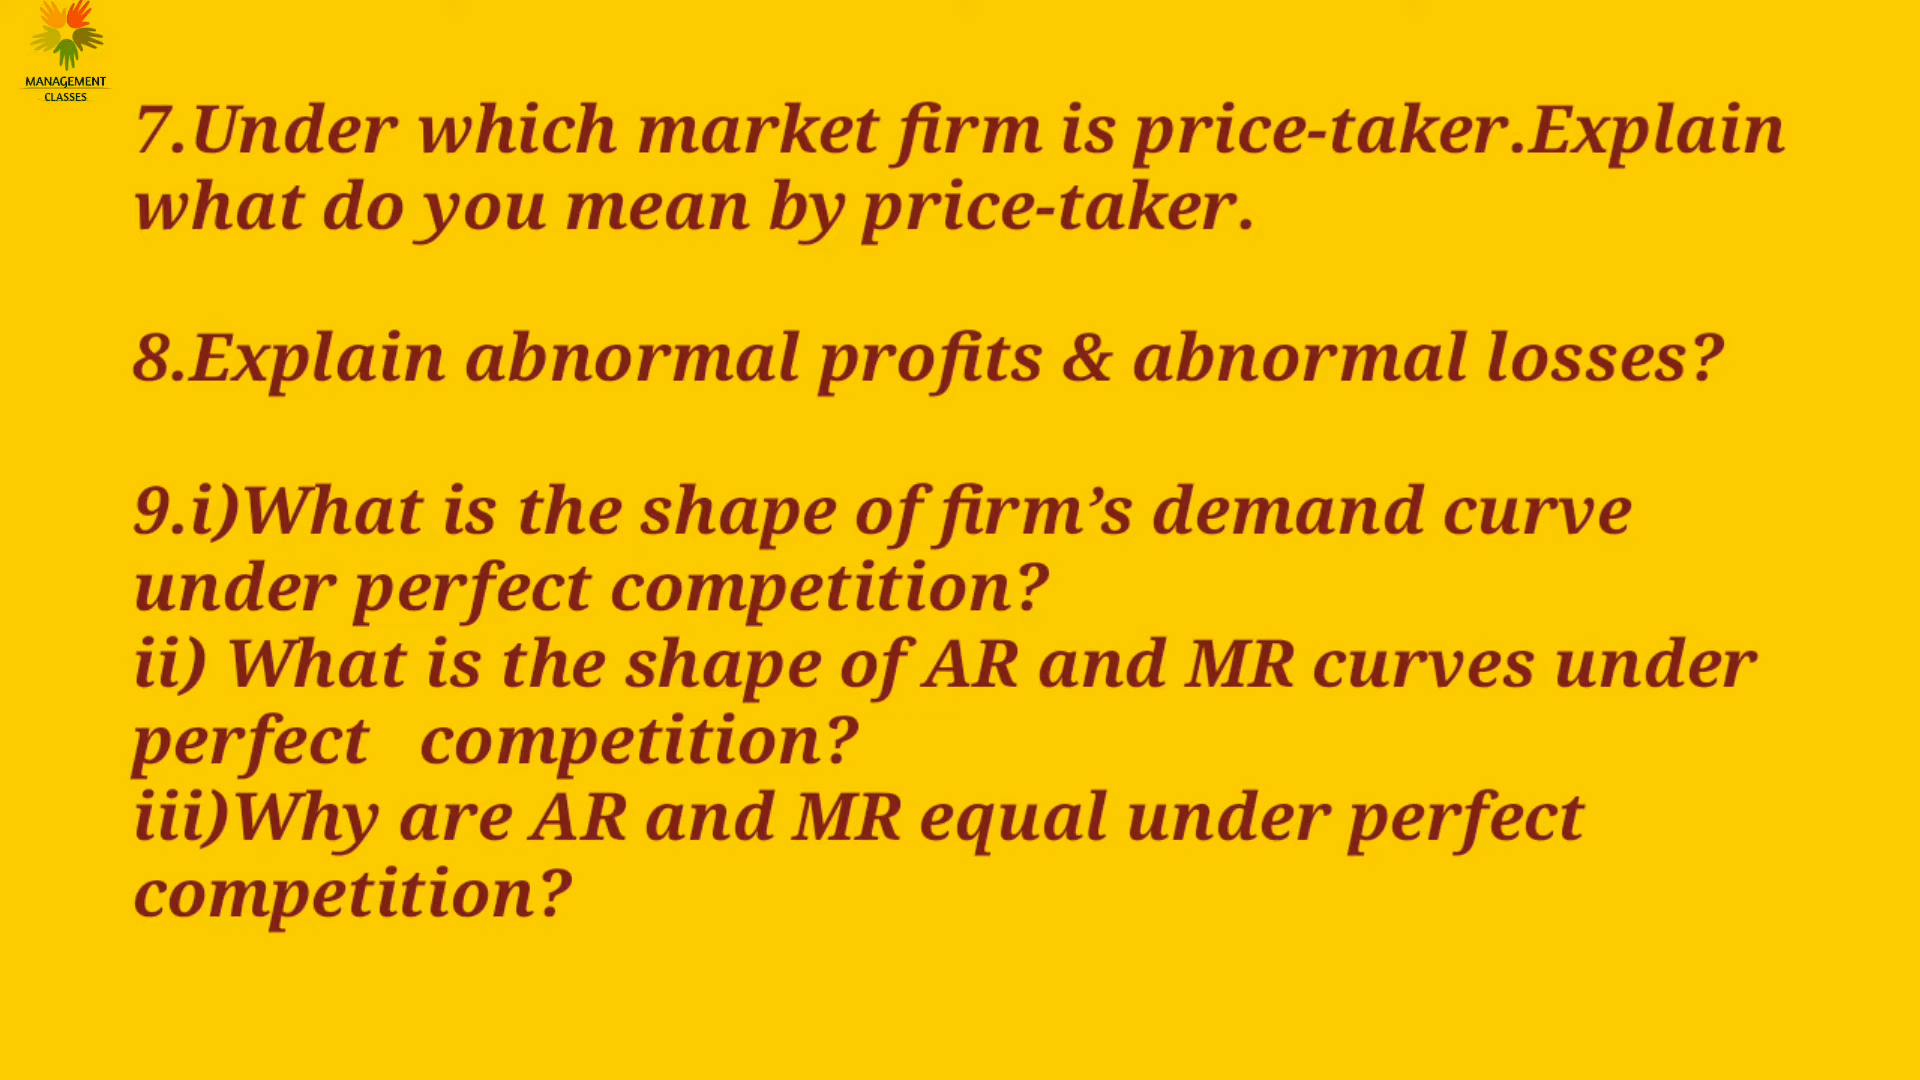 MANAGEMENT
CLASSES
7.Under which market firm is price-taker.Explain
what do you mean by price-taker.
8.Explain abnormal profits & abnormal losses?
9.i)What is the shape of firm’s demand curve
under perfect competition?
ii) What is the shape of AR and MR curves under
perfect   competition?
iii)Why are AR and MR equal under perfect
competition?